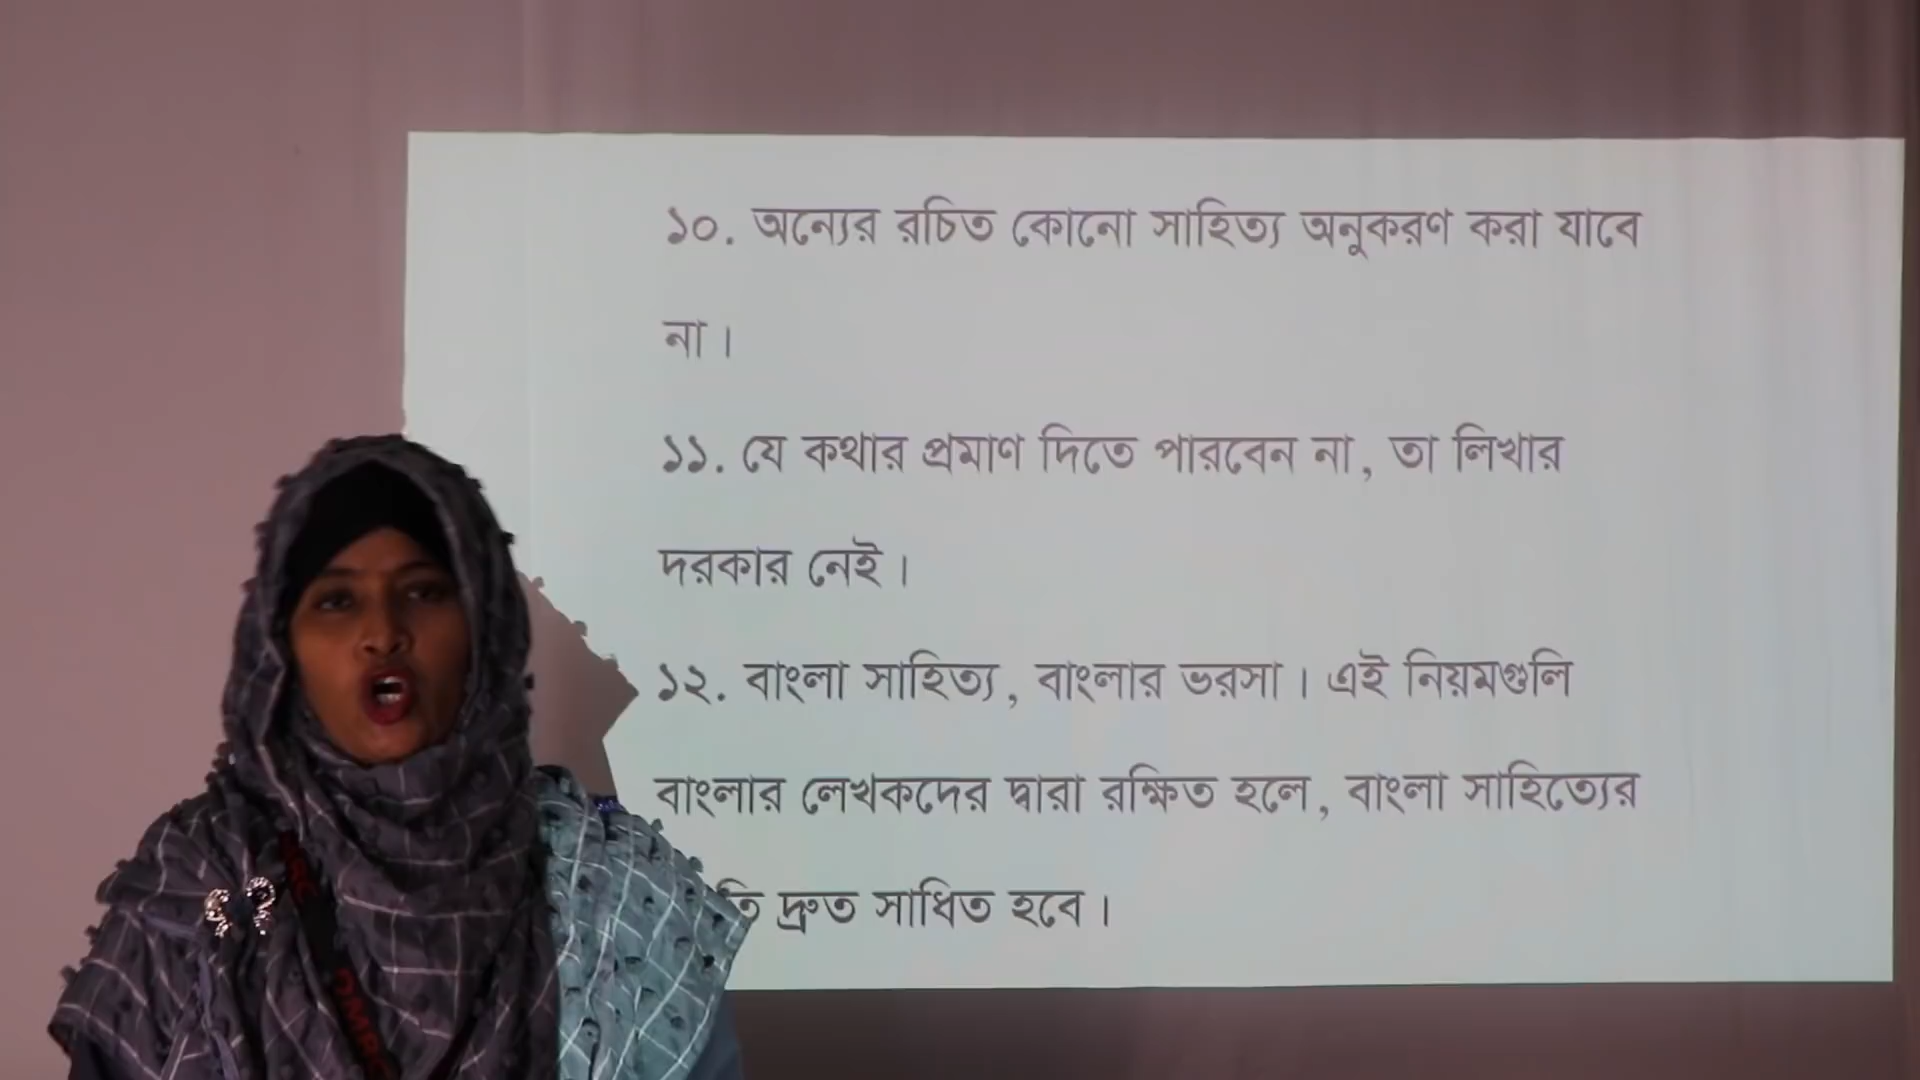 ১০. অন্যের রচিত কোনো সাহিত্য অনুকরণ করা যাবে
না।
১১. যে কথার প্রমাণ দিতে পারবেন না, তা লিখার
দরকার নেই।
১২. বাংলা সাহিত্য, বাংলার ভরসা। এই নিয়মগুলি
বাংলার লেখকদের দ্বারা রক্ষিত হলে, বাংলা সাহিত্যের
দ্রুত সাধিত হবে।